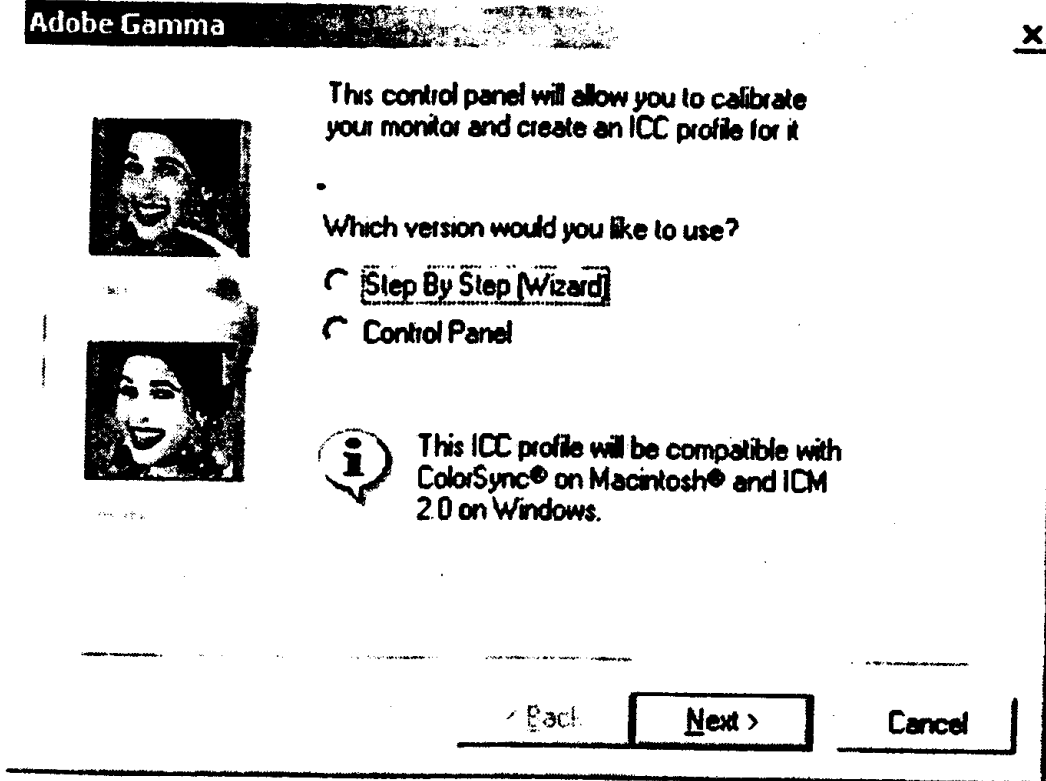 Adobe Gamma
This control panel will allow you to calibrate
your monitor and create an ICC profile for it
Which version would you like to use?
Step By Step (Wizard)
Control Panel
This ICC profile will be compatible with
ColorSync® on Macintosh® and ICM
2.0 on Windows.
< Back
Next >
Cancel